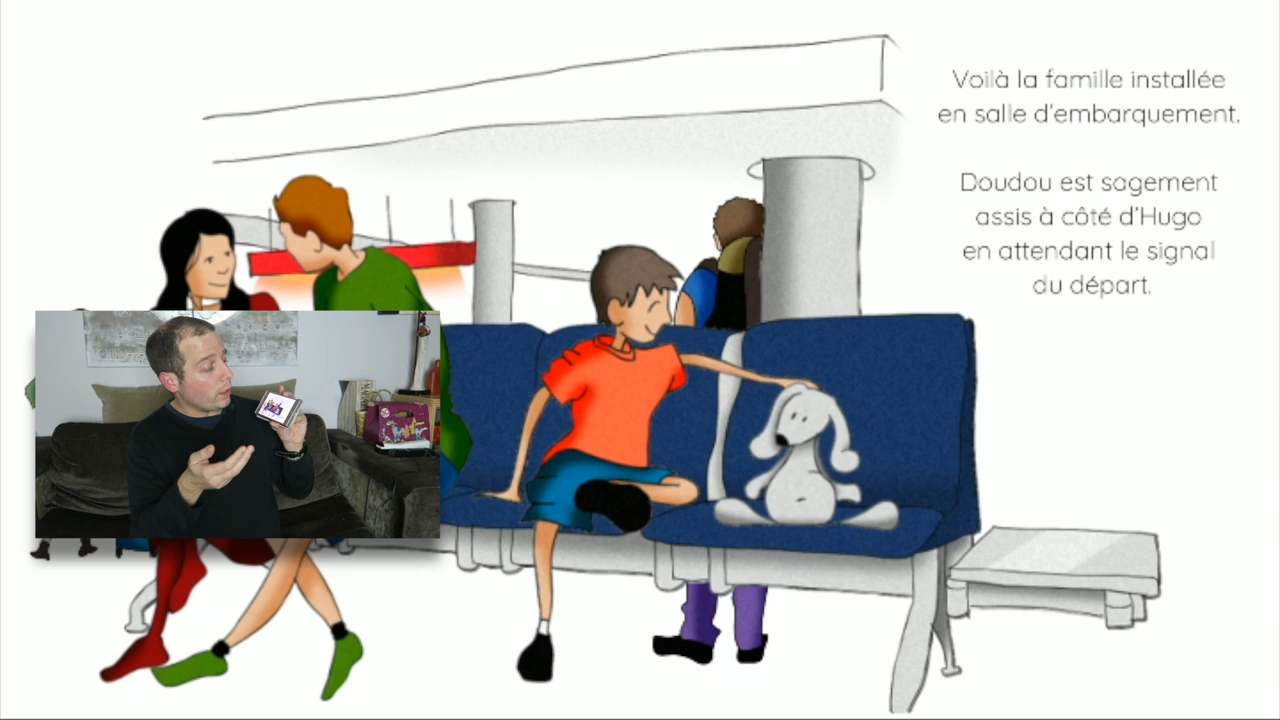 Voilà la famille installée
en salle d'embarquement.
Doudou est sagement
assis à côté d'Hugo
en attendant le signal
du départ.